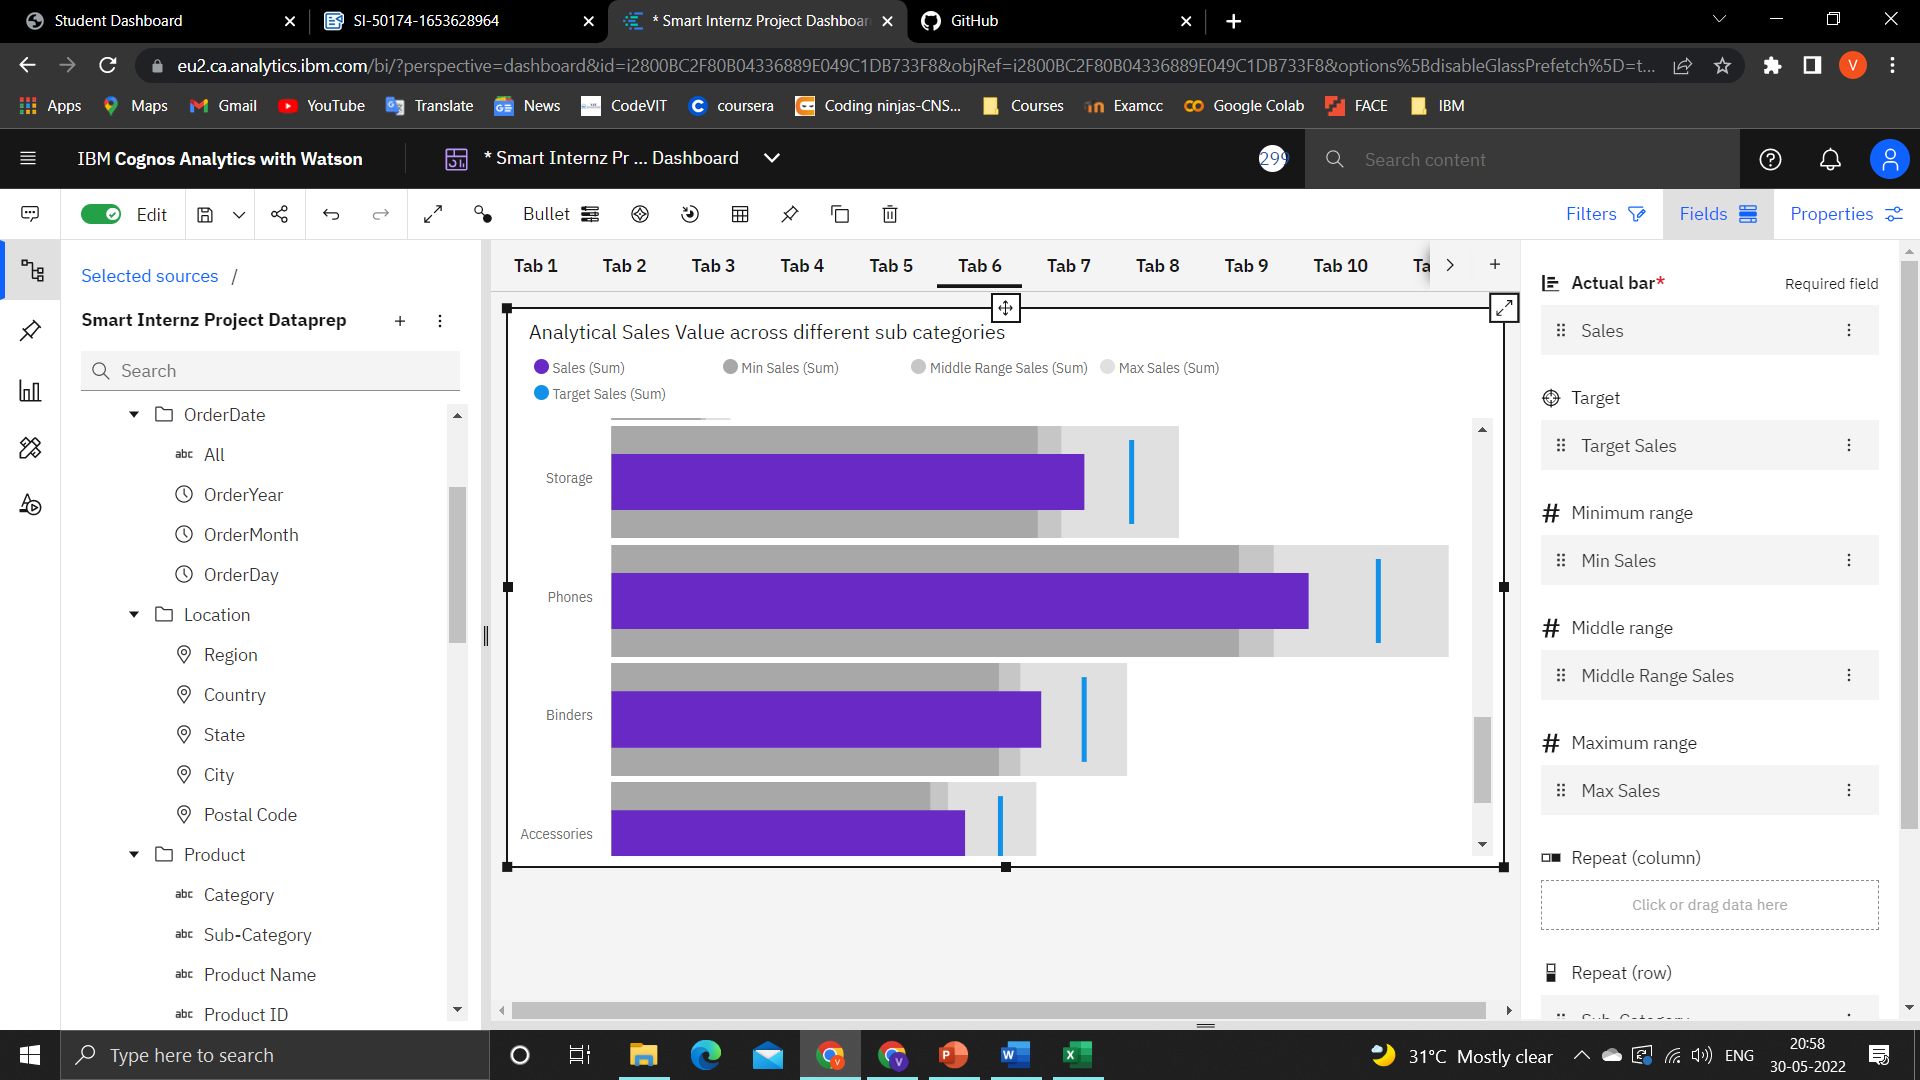 Student Dashboard
SI-50174-1653628964
* Smart Internz Project Dashboar
GitHub
eu2.ca.analytics.ibm.com/bi/?perspective=dashboard&id=i2800BC2F80B04336889E049C1DB733F8&objRef=i2800BC2F80B04336889E049C1DB733F8&options%5BdisableGlassPrefetch%5D=t...
V
Apps
Maps
Gmail
YouTube
Translate
News
CodeVIT
coursera
Coding ninjas-CNS...
Courses
Examcc
Google Colab
FACE
IBM
IBM Cognos Analytics with Watson
* Smart Internz Pr ... Dashboard
299
Search content
Edit
Bullet
Filters
Fields
Properties
Selected sources /
Smart Internz Project Dataprep
Search
OrderDate
abc All
OrderYear
OrderMonth
OrderDay
Location
Region
Country
State
City
Postal Code
Product
abc Category
abc Sub-Category
abc Product Name
abc Product ID
Tab 1
Tab 2
Tab 3
Tab 4
Tab 5
Tab 6
Tab 7
Tab 8
Tab 9
Tab 10
Ta
Analytical Sales Value across different sub categories
Sales (Sum)
Min Sales (Sum)
Middle Range Sales (Sum)
Max Sales (Sum)
Target Sales (Sum)
Storage
Phones
Binders
Accessories
Actual bar*
Required field
Sales
Target
Target Sales
# Minimum range
Min Sales
# Middle range
Middle Range Sales
# Maximum range
Max Sales
Repeat (column)
Click or drag data here
Repeat (row)
Sub-Category
Type here to search
31°C Mostly clear
ENG
20:58
30-05-2022